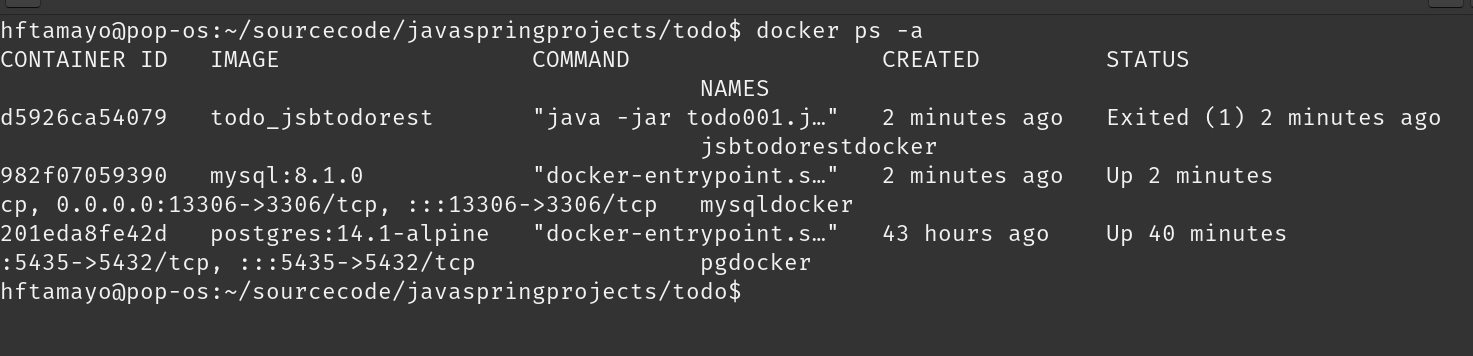 hftamayo@pop-os:~/sourcecode/javaspringprojects/todo$ docker ps -a
CONTAINER ID   IMAGE                  COMMAND                  CREATED         STATUS
NAMES
d5926ca54079   todo_jsbtodorest       "java -jar todo001.j…"   2 minutes ago   Exited (1) 2 minutes ago
jsbtodorestdocker
982f07059390   mysql:8.1.0            "docker-entrypoint.s…"   2 minutes ago   Up 2 minutes
cp, 0.0.0.0:13306->3306/tcp, :::13306->3306/tcp   mysqldocker
201eda8fe42d   postgres:14.1-alpine   "docker-entrypoint.s…"   43 hours ago    Up 40 minutes
:5435->5432/tcp, :::5435->5432/tcp                pgdocker
hftamayo@pop-os:~/sourcecode/javaspringprojects/todo$